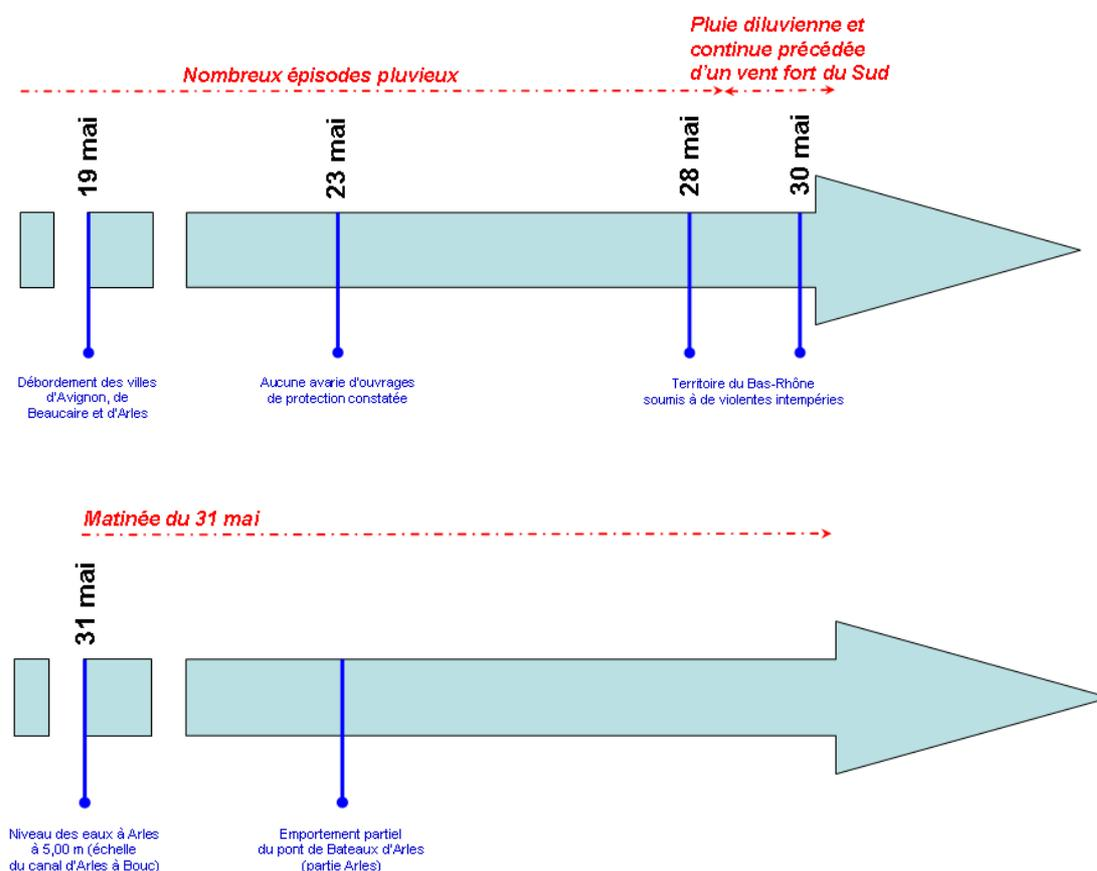 Pluie diluvienne et
continue précédée
d'un vent fort du Sud
Nombreux épisodes pluvieux
19 mai
23 mai
28 mai
30 mai
Débordement des villes
d'Avignon, de
Beaucaire et d'Arles
Aucune avarie d'ouvrages
de protection constatée
Territoire du Bas-Rhône
soumis à de violentes intempéries
Matinée du 31 mai
31 mai
Niveau des eaux à Arles
à 5,00 m (échelle
du canal d'Arles à Bouc)
Emportement partiel
du pont de Bateaux d'Arles
(partie Arles)